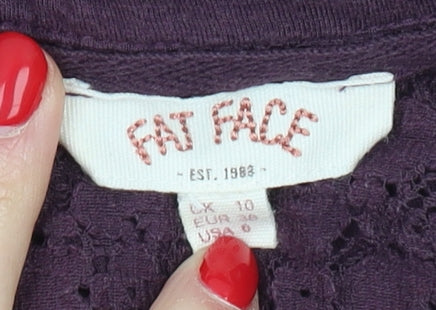 FAT FACE
- EST. 1988 -
UK 10
EUR 38
USA 6